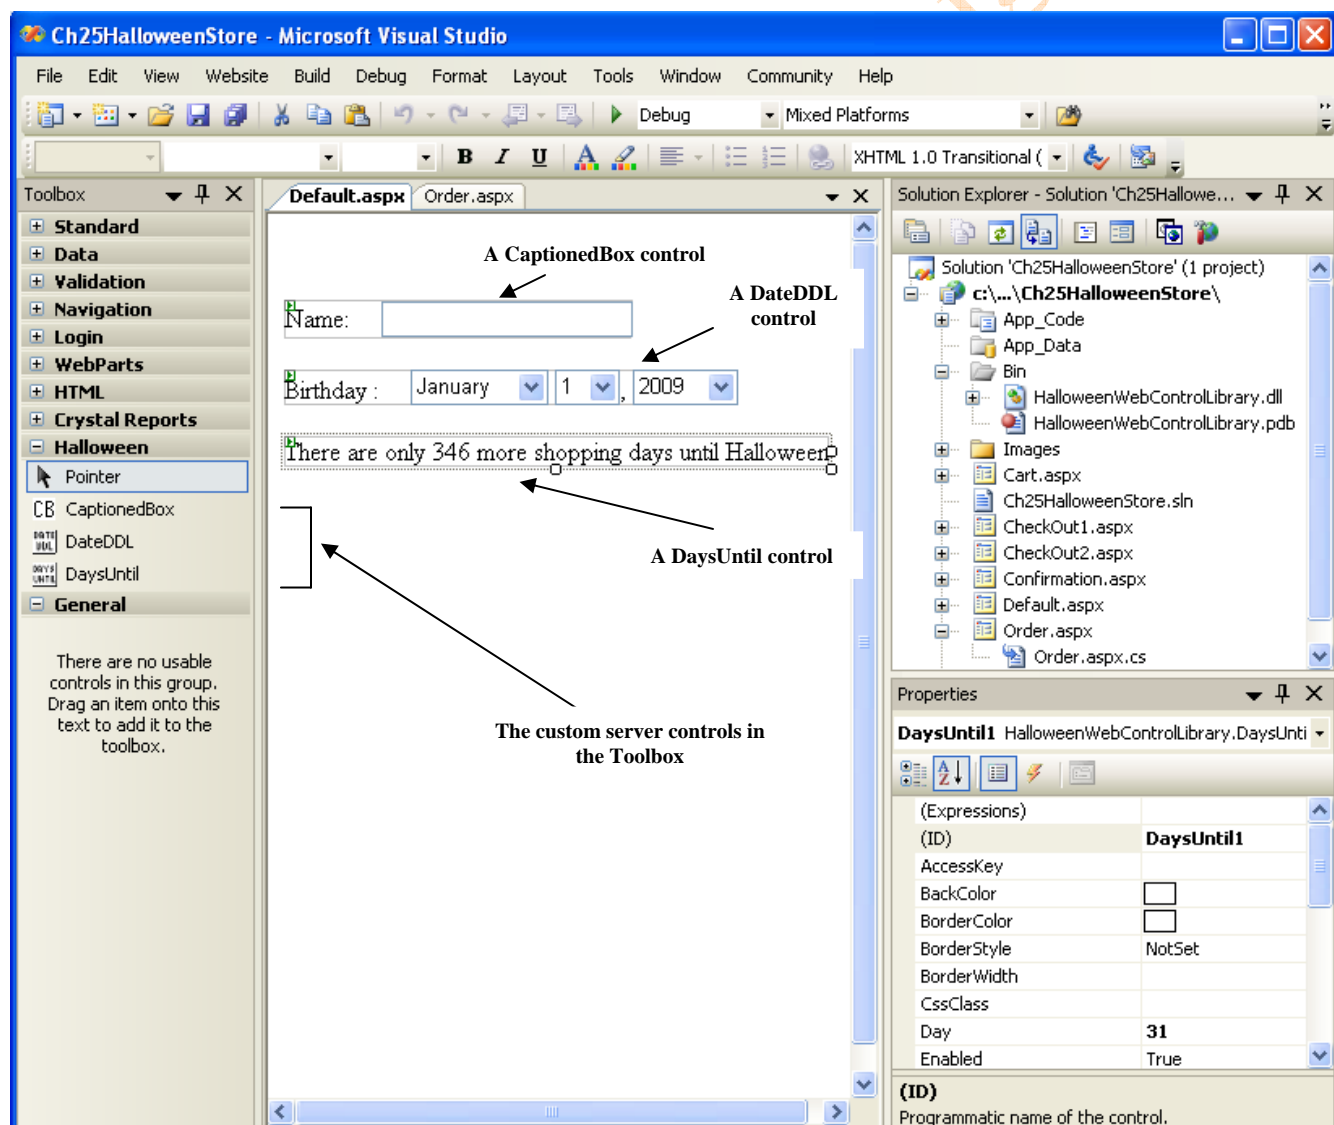 Ch25HalloweenStore - Microsoft Visual Studio
File Edit View Website Build Debug Format Layout Tools Window Community Help
Debug Mixed Platforms
B I U A XHTML 1.0 Transitional (
Toolbox
Standard
Data
Validation
Navigation
Login
WebParts
HTML
Crystal Reports
Halloween
Pointer
CB CaptionedBox
DATE DDL DateDDL
DAYS UNTIL DaysUntil
General
There are no usable
controls in this group.
Drag an item onto this
text to add it to the
toolbox.
Default.aspx Order.aspx
A CaptionedBox control
A DateDDL
control
Name:
Birthday : January 1 , 2009
There are only 346 more shopping days until Halloween
A DaysUntil control
The custom server controls in
the Toolbox
Solution Explorer - Solution 'Ch25Hallowe...
Solution 'Ch25HalloweenStore' (1 project)
c:\...\Ch25HalloweenStore\
App_Code
App_Data
Bin
HalloweenWebControlLibrary.dll
HalloweenWebControlLibrary.pdb
Images
Cart.aspx
Ch25HalloweenStore.sln
CheckOut1.aspx
CheckOut2.aspx
Confirmation.aspx
Default.aspx
Order.aspx
Order.aspx.cs
Properties
DaysUntil1 HalloweenWebControlLibrary.DaysUnti
A Z
(Expressions)
(ID) DaysUntil1
AccessKey
BackColor
BorderColor
BorderStyle NotSet
BorderWidth
CssClass
Day 31
Enabled True
(ID)
Programmatic name of the control.